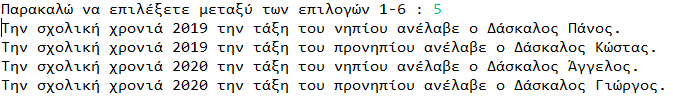 Παρακαλώ να επιλέξετε μεταξύ των επιλογών 1-6 : 5
Την σχολική χρονιά 2019 την τάξη του νηπίου ανέλαβε ο Δάσκαλος Πάνος.
Την σχολική χρονιά 2019 την τάξη του προνηπίου ανέλαβε ο Δάσκαλος Κώστας.
Την σχολική χρονιά 2020 την τάξη του νηπίου ανέλαβε ο Δάσκαλος Άγγελος.
Την σχολική χρονιά 2020 την τάξη του προνηπίου ανέλαβε ο Δάσκαλος Γιώργος.